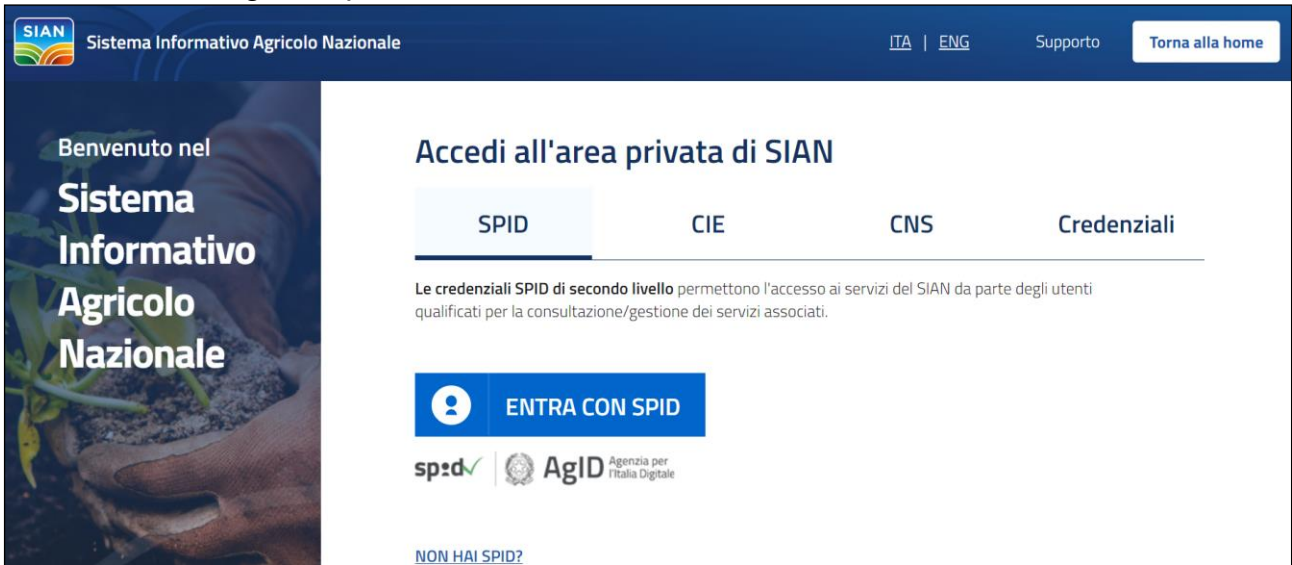 SIAN
Sistema Informativo Agricolo Nazionale
ITA | ENG
Supporto
Torna alla home
Benvenuto nel
Sistema
Informativo
Agricolo
Nazionale
Accedi all'area privata di SIAN
SPID
CIE
CNS
Credenziali
Le credenziali SPID di secondo livello permettono l'accesso ai servizi del SIAN da parte degli utenti
qualificati per la consultazione/gestione dei servizi associati.
ENTRA CON SPID
spid
AgID
Agenzia per
l'Italia Digitale
NON HAI SPID?